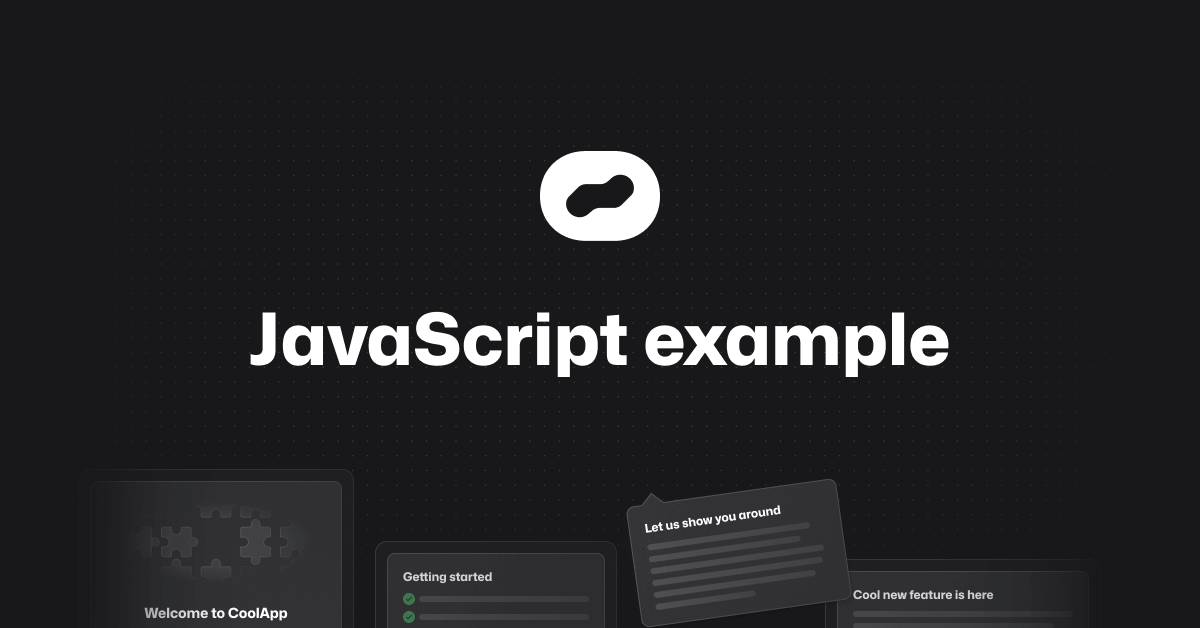 JavaScript example
Let us show you around
Getting started
Cool new feature is here
Welcome to CoolApp